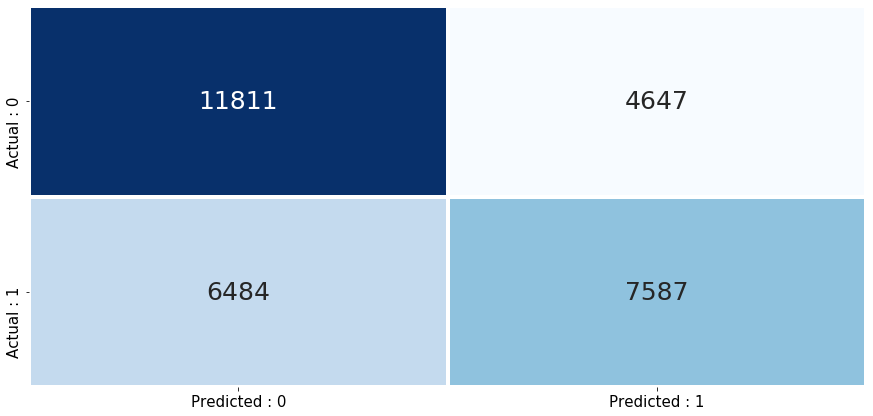 Actual : 0
11811
4647
Actual : 1
6484
7587
Predicted : 0
Predicted : 1